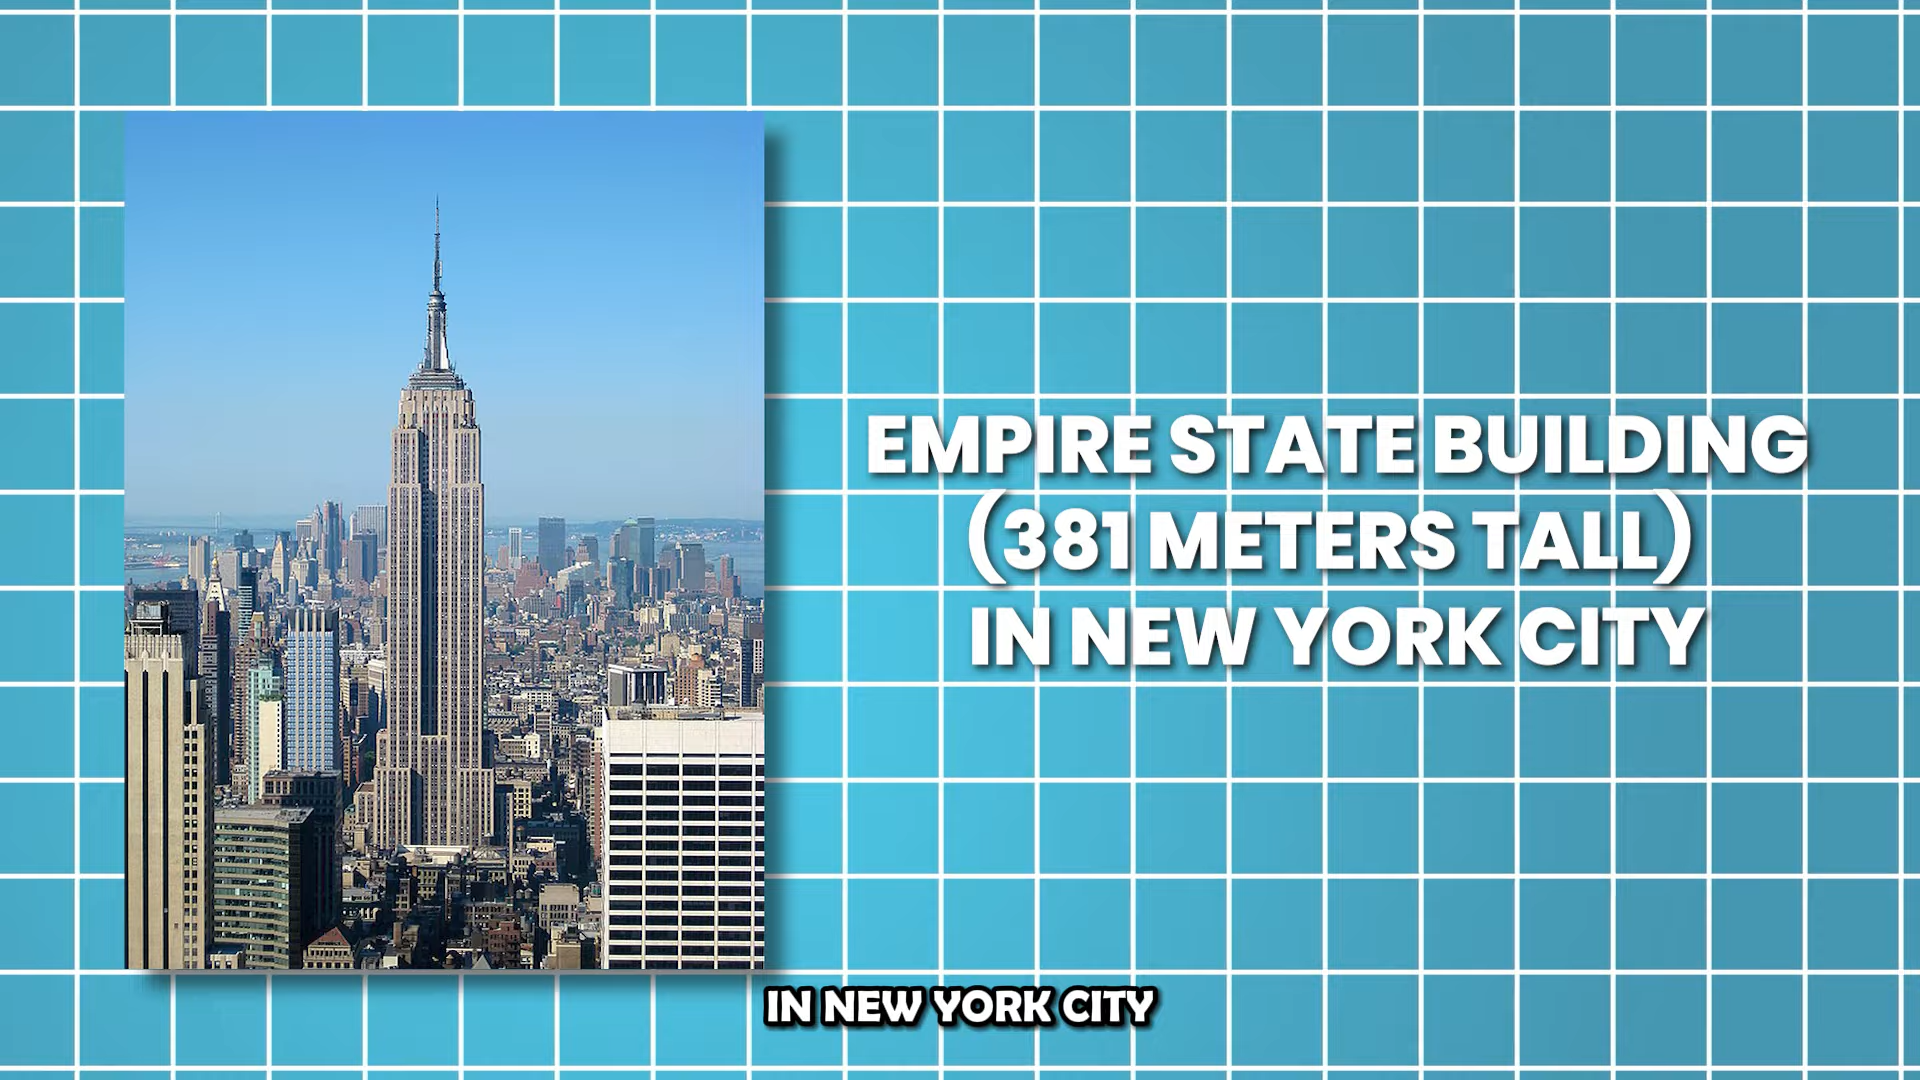 EMPIRE STATE BUILDING
(381 METERS TALL)
IN NEW YORK CITY
IN NEW YORK CITY